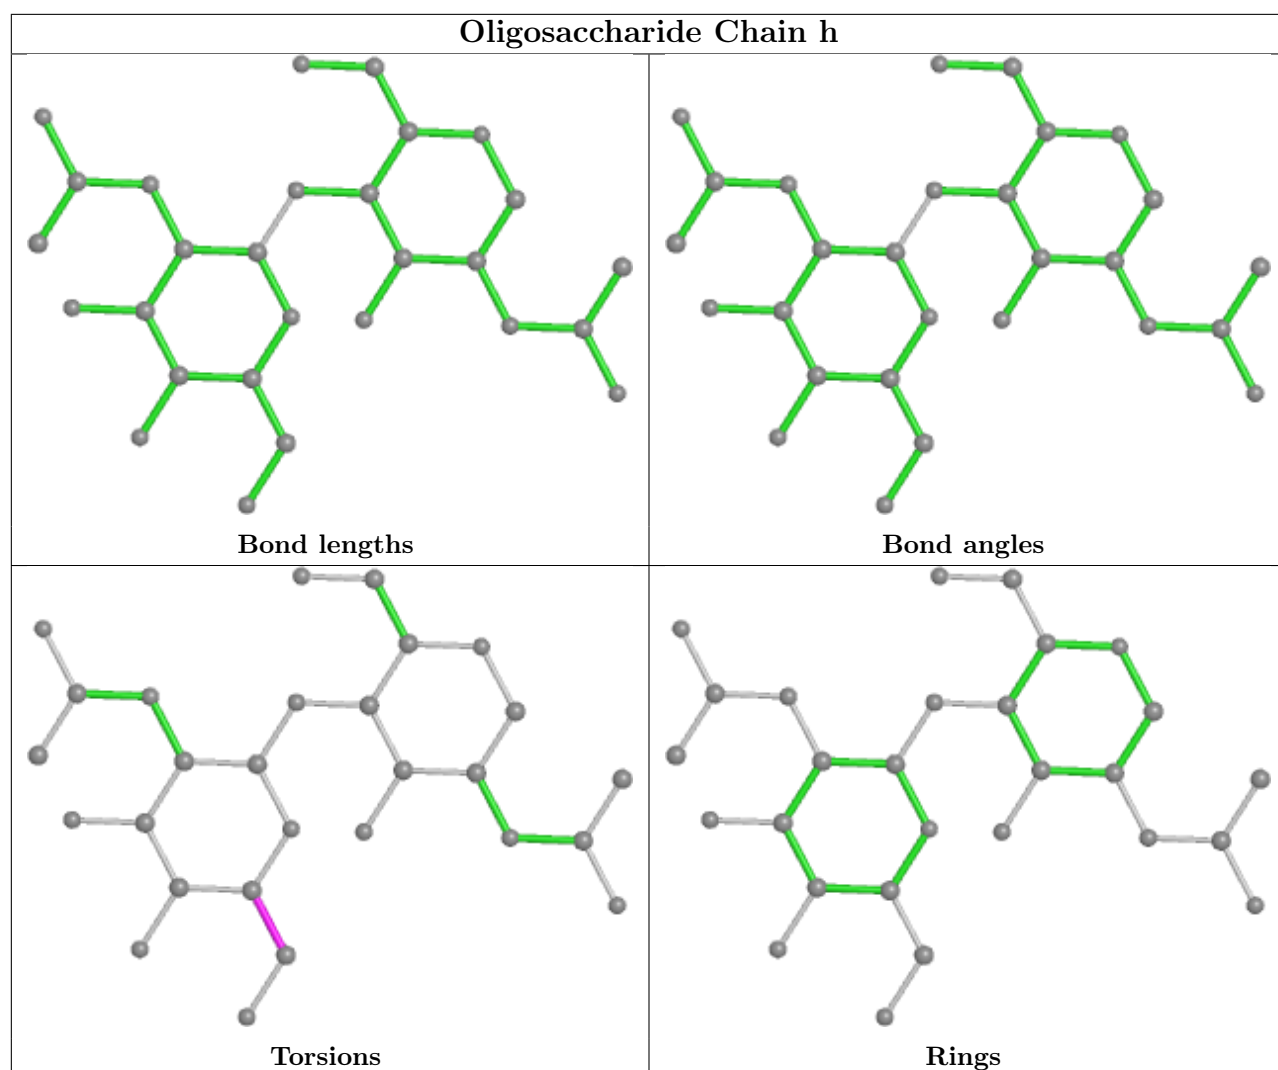 Oligosaccharide Chain h
Bond lengths
Bond angles
Torsions
Rings